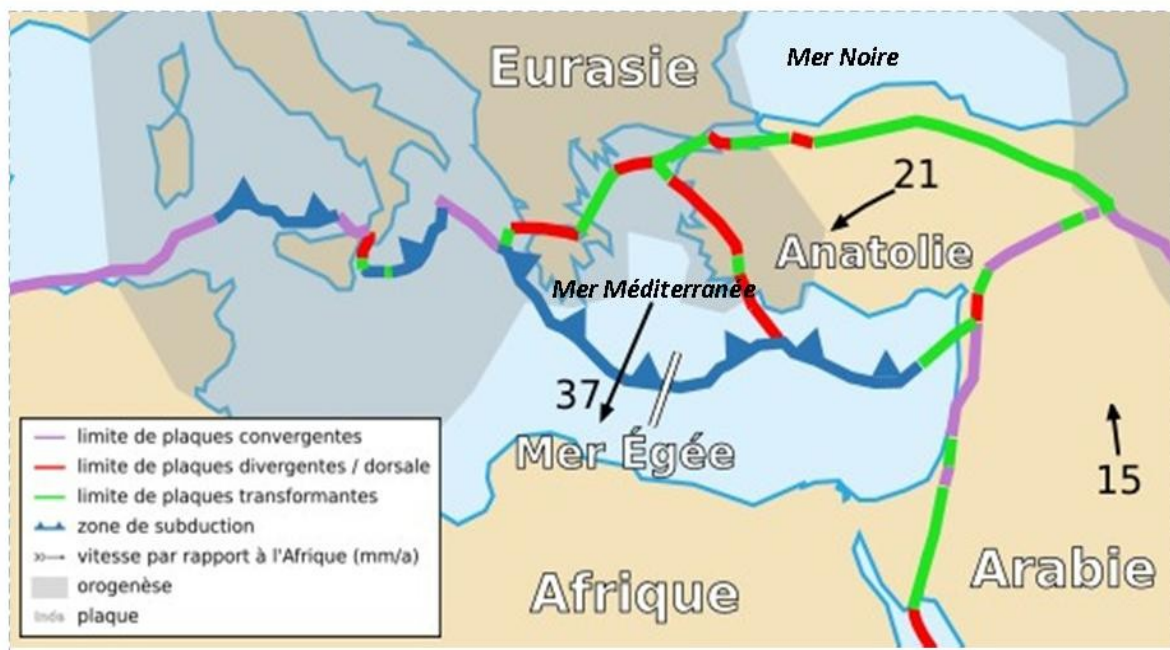 Mer Noire
Eurasie
21
Anatolie
Mer Méditerranée
37
Mer Égée
15
Afrique
Arabie
limite de plaques convergentes
limite de plaques divergentes / dorsale
limite de plaques transformantes
zone de subduction
vitesse par rapport à l'Afrique (mm/a)
orogenèse
plaque